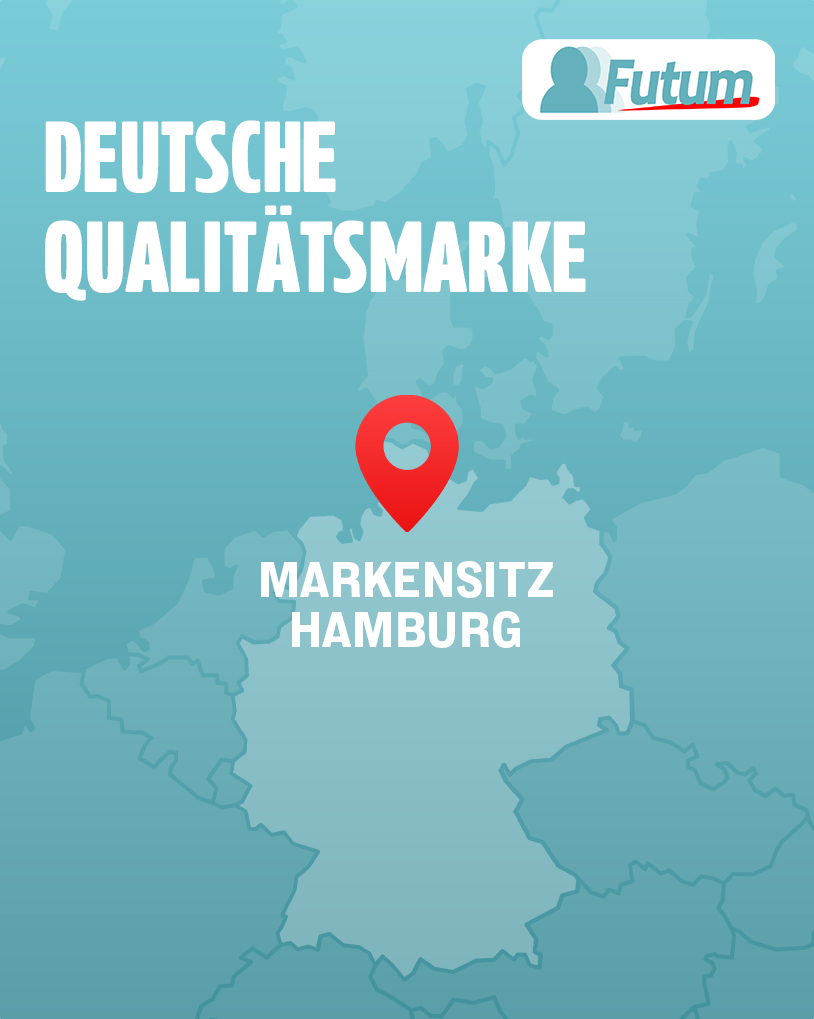 Futum
DEUTSCHE
QUALITÄTSMARKE
MARKENSITZ
HAMBURG